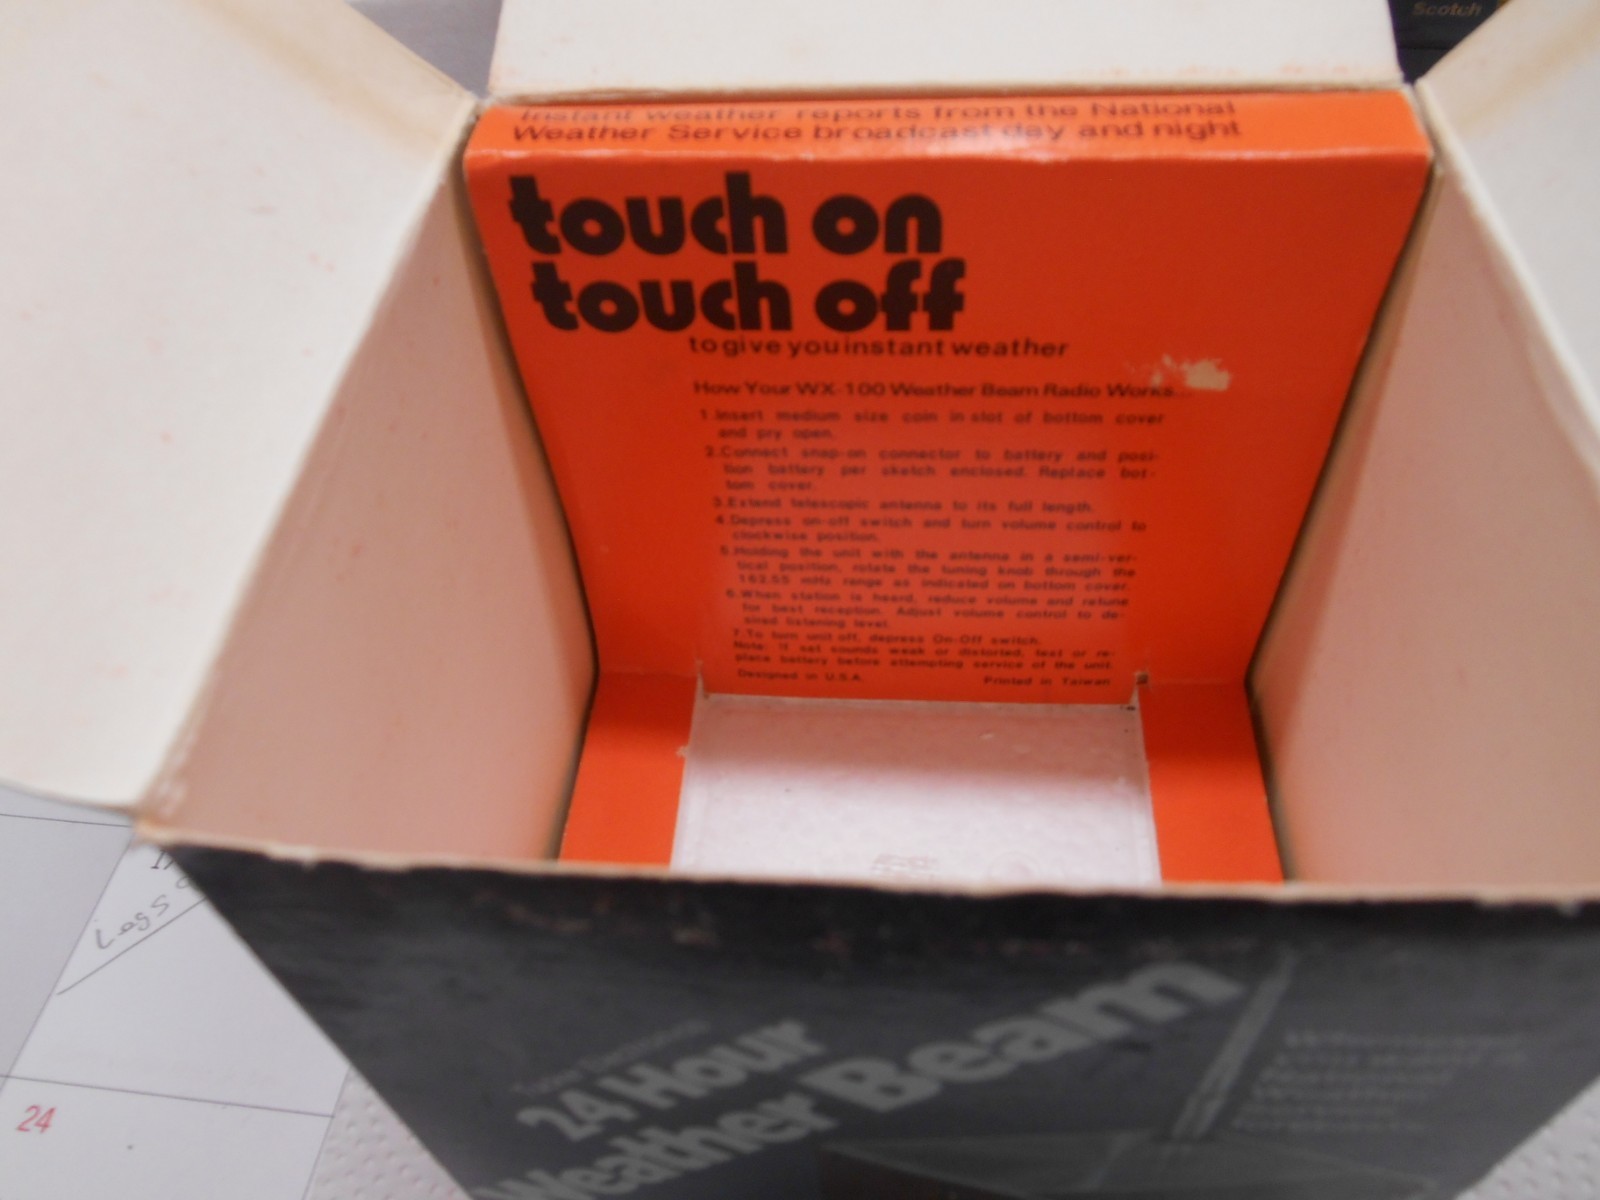 Scotch
Instant weather reports from the National
Weather Service broadcast day and night
touch on
touch off
to give you instant weather
How Your WX-100 Weather Beam Radio Works...
1.Insert medium size coin in slot of bottom cover
and pry open.
2.Connect snap-on connector to battery and posi-
tion battery per sketch enclosed. Replace bot-
tom cover.
3.Extend telescopic antenna to its full length.
4.Depress on-off switch and turn volume control to
clockwise position.
5.Holding the unit with the antenna in a semi-ver-
tical position, rotate the tuning knob through the
162.55 mHz range as indicated on bottom cover.
6.When station is heard, reduce volume and retune
for best reception. Adjust volume control to de-
sired listening level.
7.To turn unit off, depress On-Off switch.
Note: If set sounds weak or distorted, test or re-
place battery before attempting service of the unit.
Designed in U.S.A. Printed in Taiwan
Legs
24
24 Hour
Weather Beam
National
Weather